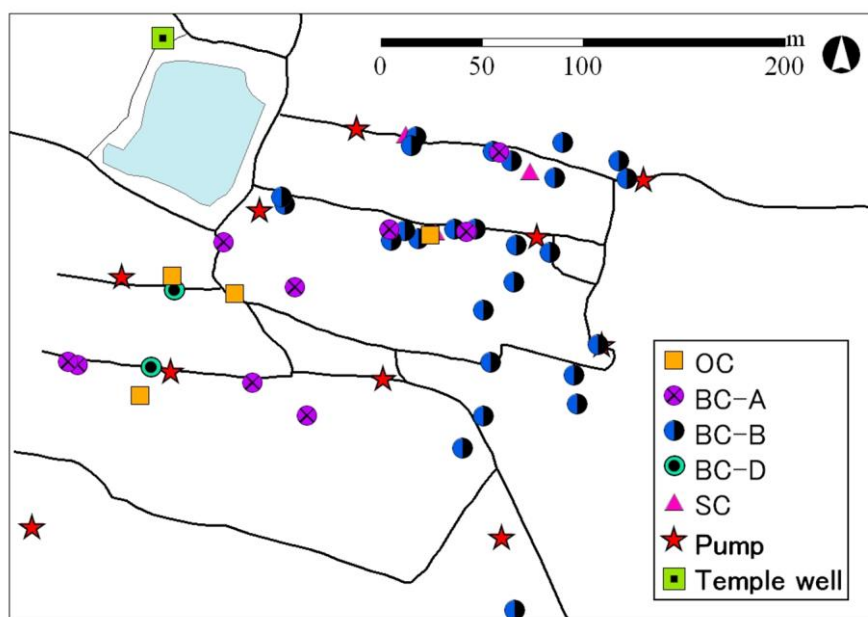 m
0 50 100 200
OC
BC-A
BC-B
BC-D
SC
Pump
Temple well